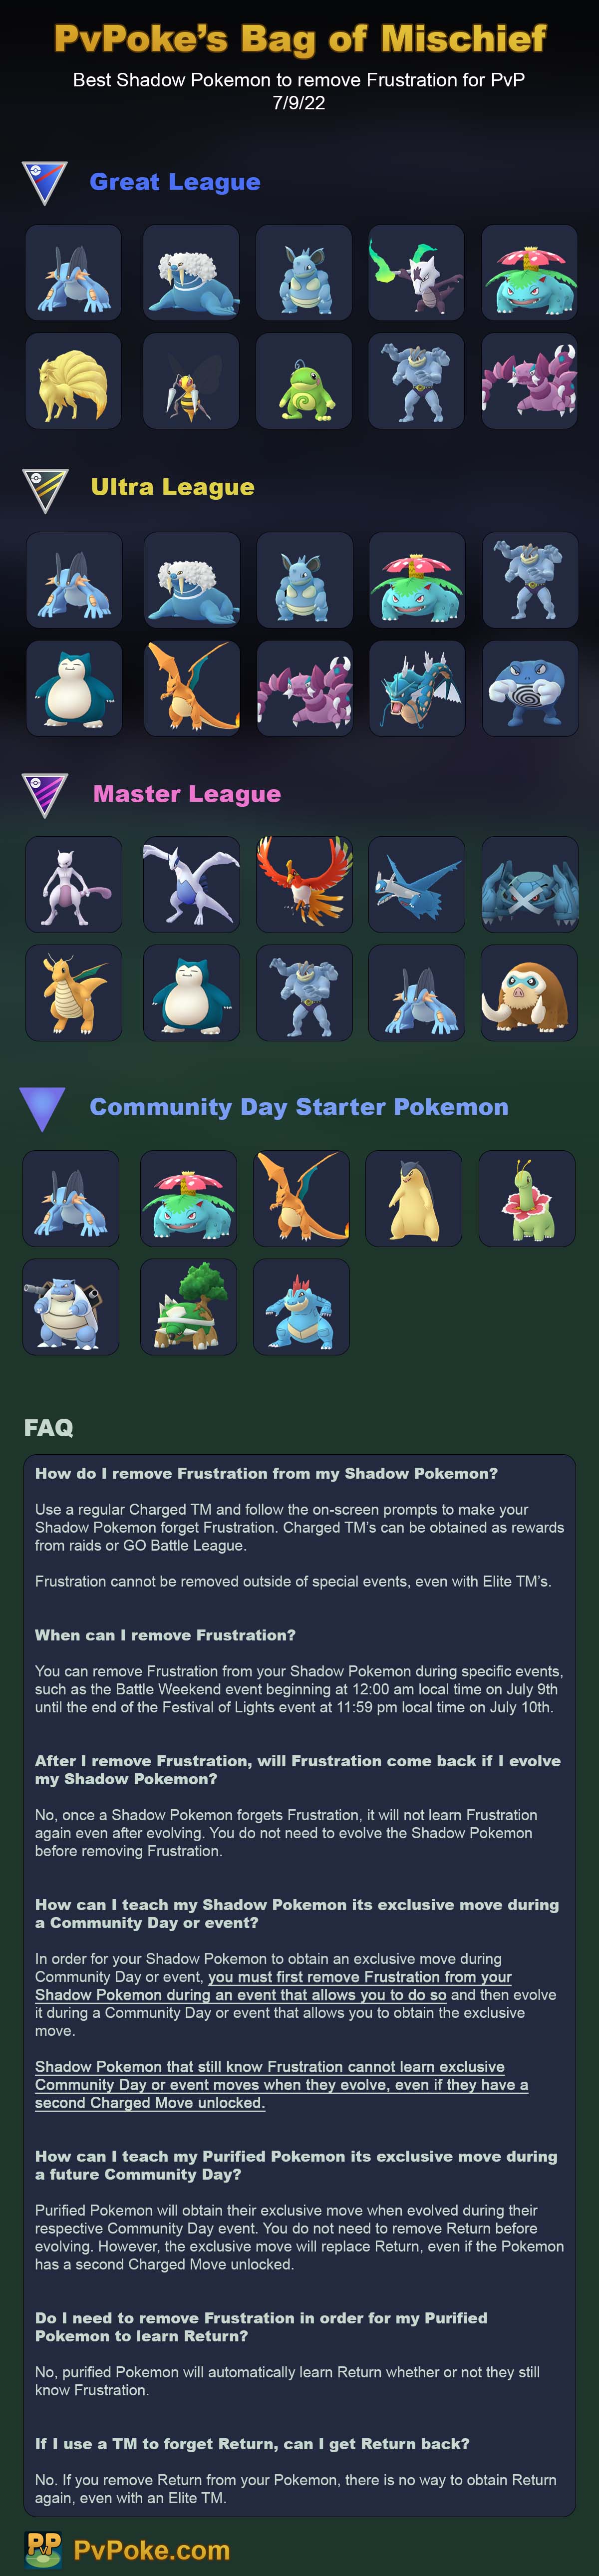 PvPoke's Bag of Mischief
Best Shadow Pokemon to remove Frustration for PvP
7/9/22
Great League
Ultra League
Master League
Community Day Starter Pokemon
FAQ
How do I remove Frustration from my Shadow Pokemon?
Use a regular Charged TM and follow the on-screen prompts to make your
Shadow Pokemon forget Frustration. Charged TM's can be obtained as rewards
from raids or GO Battle League.
Frustration cannot be removed outside of special events, even with Elite TM's.
When can I remove Frustration?
You can remove Frustration from your Shadow Pokemon during specific events,
such as the Battle Weekend event beginning at 12:00 am local time on July 9th
until the end of the Festival of Lights event at 11:59 pm local time on July 10th.
After I remove Frustration, will Frustration come back if I evolve
my Shadow Pokemon?
No, once a Shadow Pokemon forgets Frustration, it will not learn Frustration
again even after evolving. You do not need to evolve the Shadow Pokemon
before removing Frustration.
How can I teach my Shadow Pokemon its exclusive move during
a Community Day or event?
In order for your Shadow Pokemon to obtain an exclusive move during
Community Day or event, you must first remove Frustration from your
Shadow Pokemon during an event that allows you to do so and then evolve
it during a Community Day or event that allows you to obtain the exclusive
move.
Shadow Pokemon that still know Frustration cannot learn exclusive
Community Day or event moves when they evolve, even if they have a
second Charged Move unlocked.
How can I teach my Purified Pokemon its exclusive move during
a future Community Day?
Purified Pokemon will obtain their exclusive move when evolved during their
respective Community Day event. You do not need to remove Return before
evolving. However, the exclusive move will replace Return, even if the Pokemon
has a second Charged Move unlocked.
Do I need to remove Frustration in order for my Purified
Pokemon to learn Return?
No, purified Pokemon will automatically learn Return whether or not they still
know Frustration.
If I use a TM to forget Return, can I get Return back?
No. If you remove Return from your Pokemon, there is no way to obtain Return
again, even with an Elite TM.
PP PvPoke.com